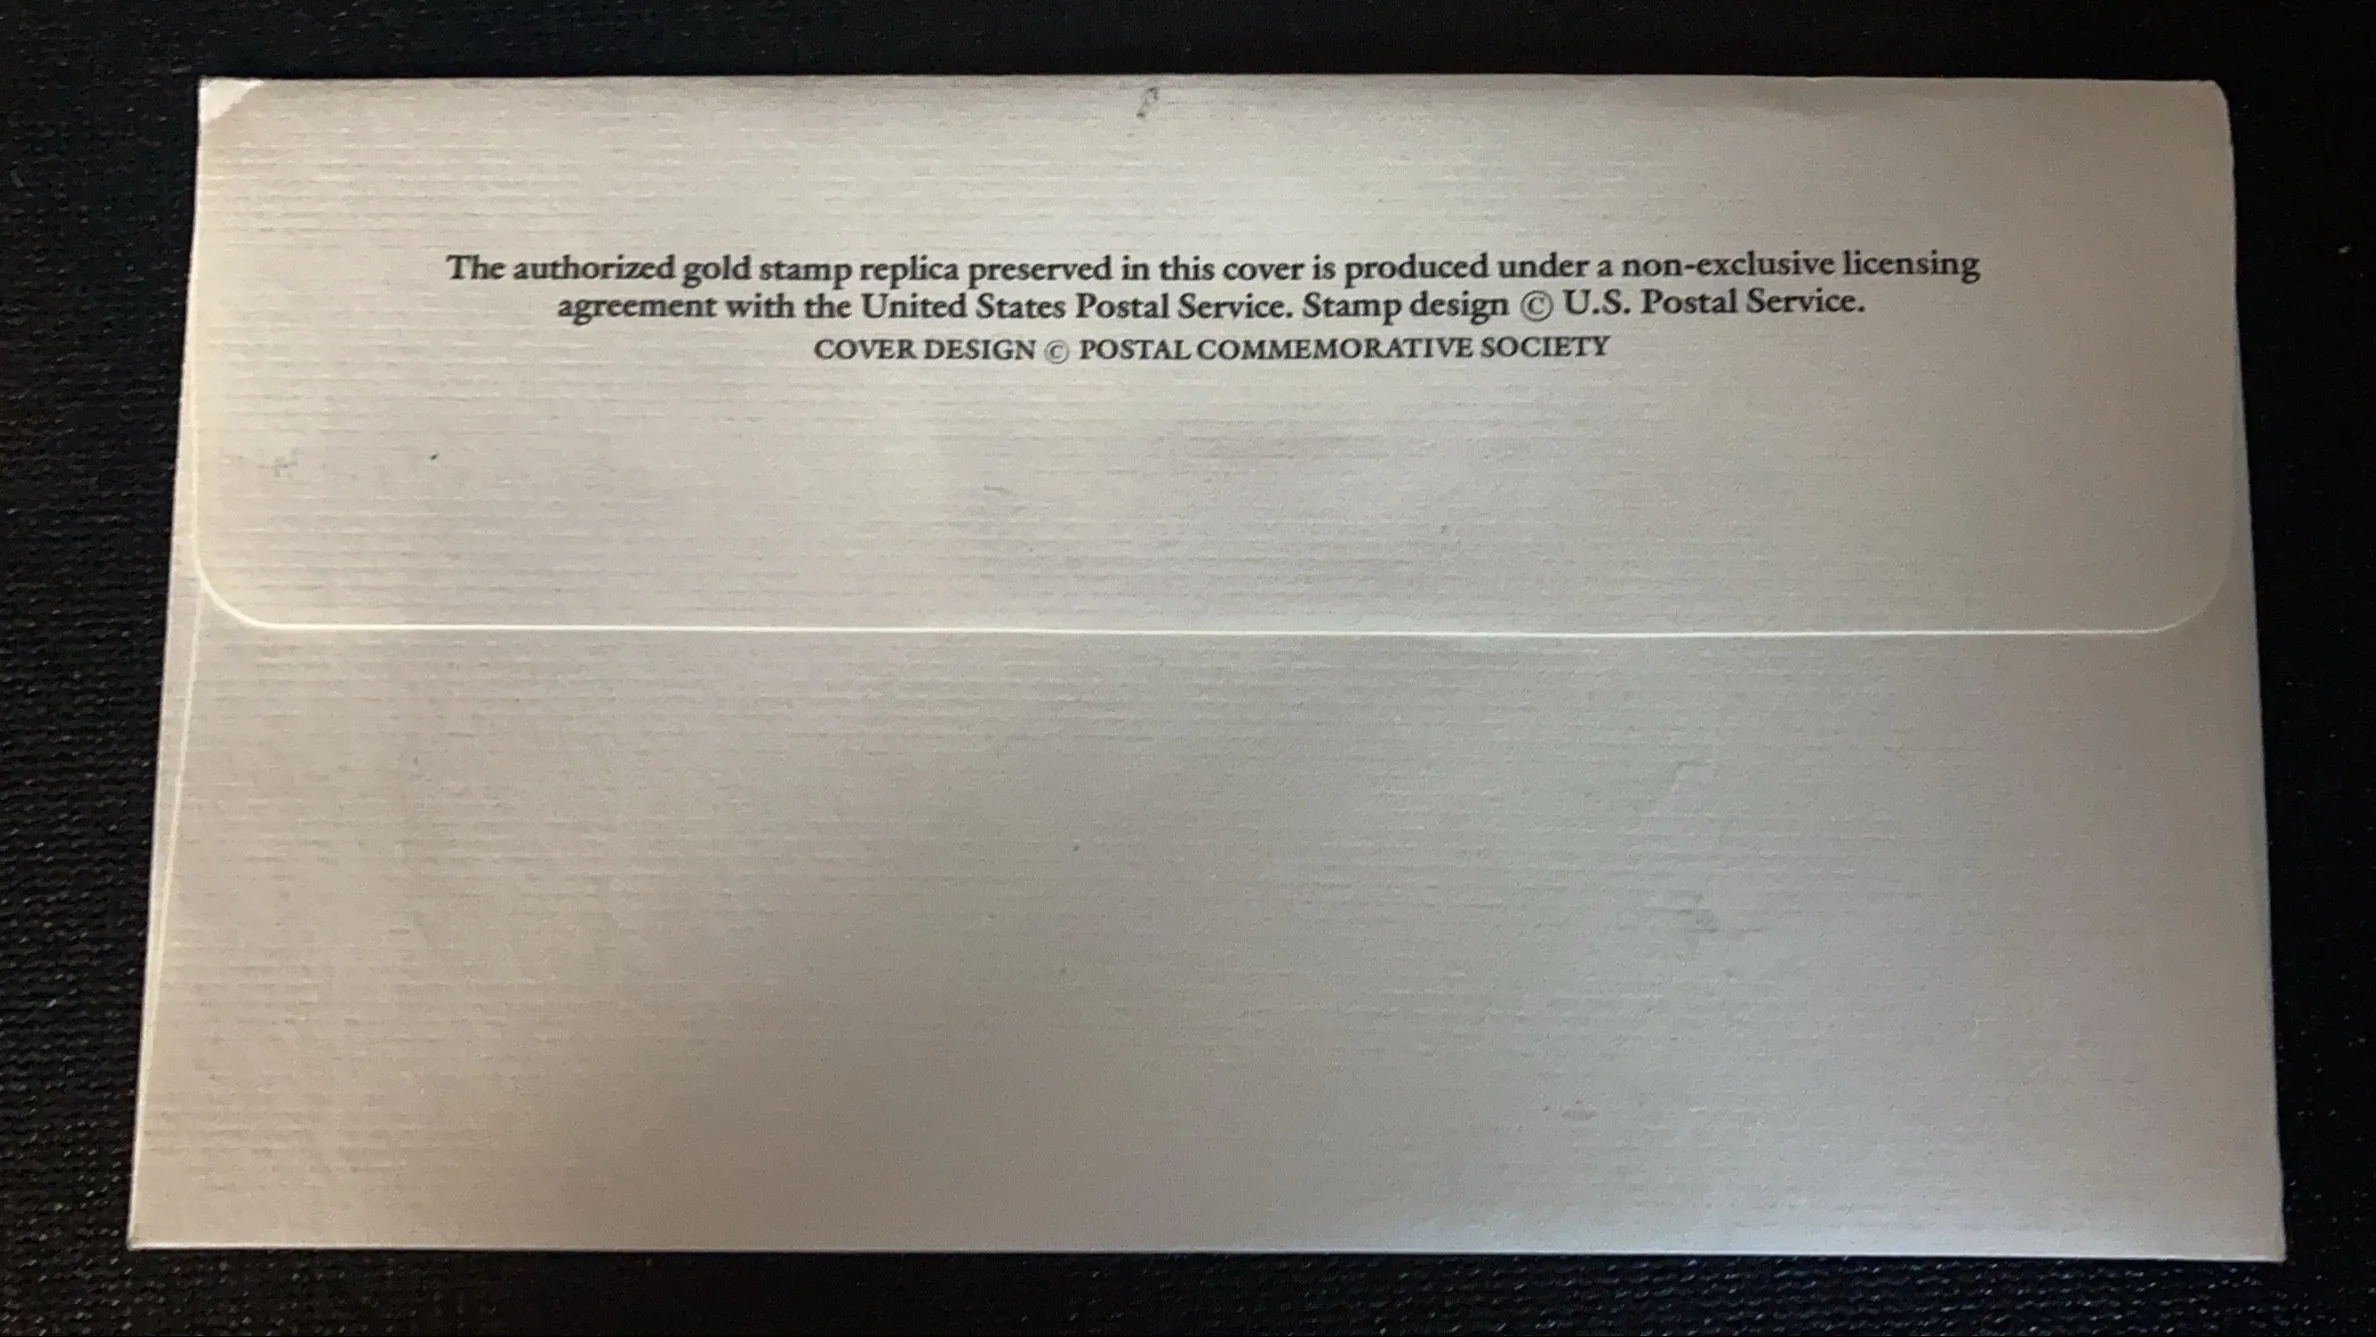 The authorized gold stamp replica preserved in this cover is produced under a non-exclusive licensing
agreement with the United States Postal Service. Stamp design © U.S. Postal Service.
COVER DESIGN © POSTAL COMMEMORATIVE SOCIETY